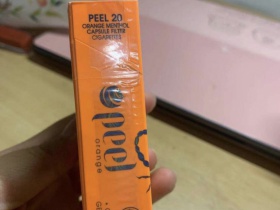 PEEL 20
ORANGE MENTHOL
CAPSULE FILTER
CIGARETTES
peel
orange